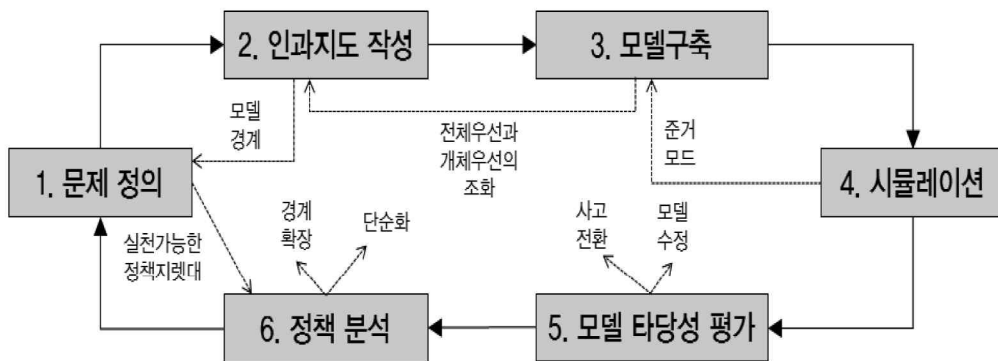 2. 인과지도 작성
3. 모델구축
모델
경계
전체우선과
개체우선의
조화
준거
모드
1. 문제 정의
4. 시뮬레이션
실천가능한
정책지렛대
경계
확장
단순화
사고
전환
모델
수정
6. 정책 분석
5. 모델 타당성 평가